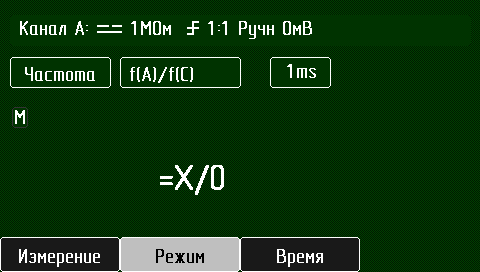 Канал А: 1МОм 1:1 Ручн 0мВ
Частота f(A)/f(C) 1ms
М
=X/0
Измерение Режим Время